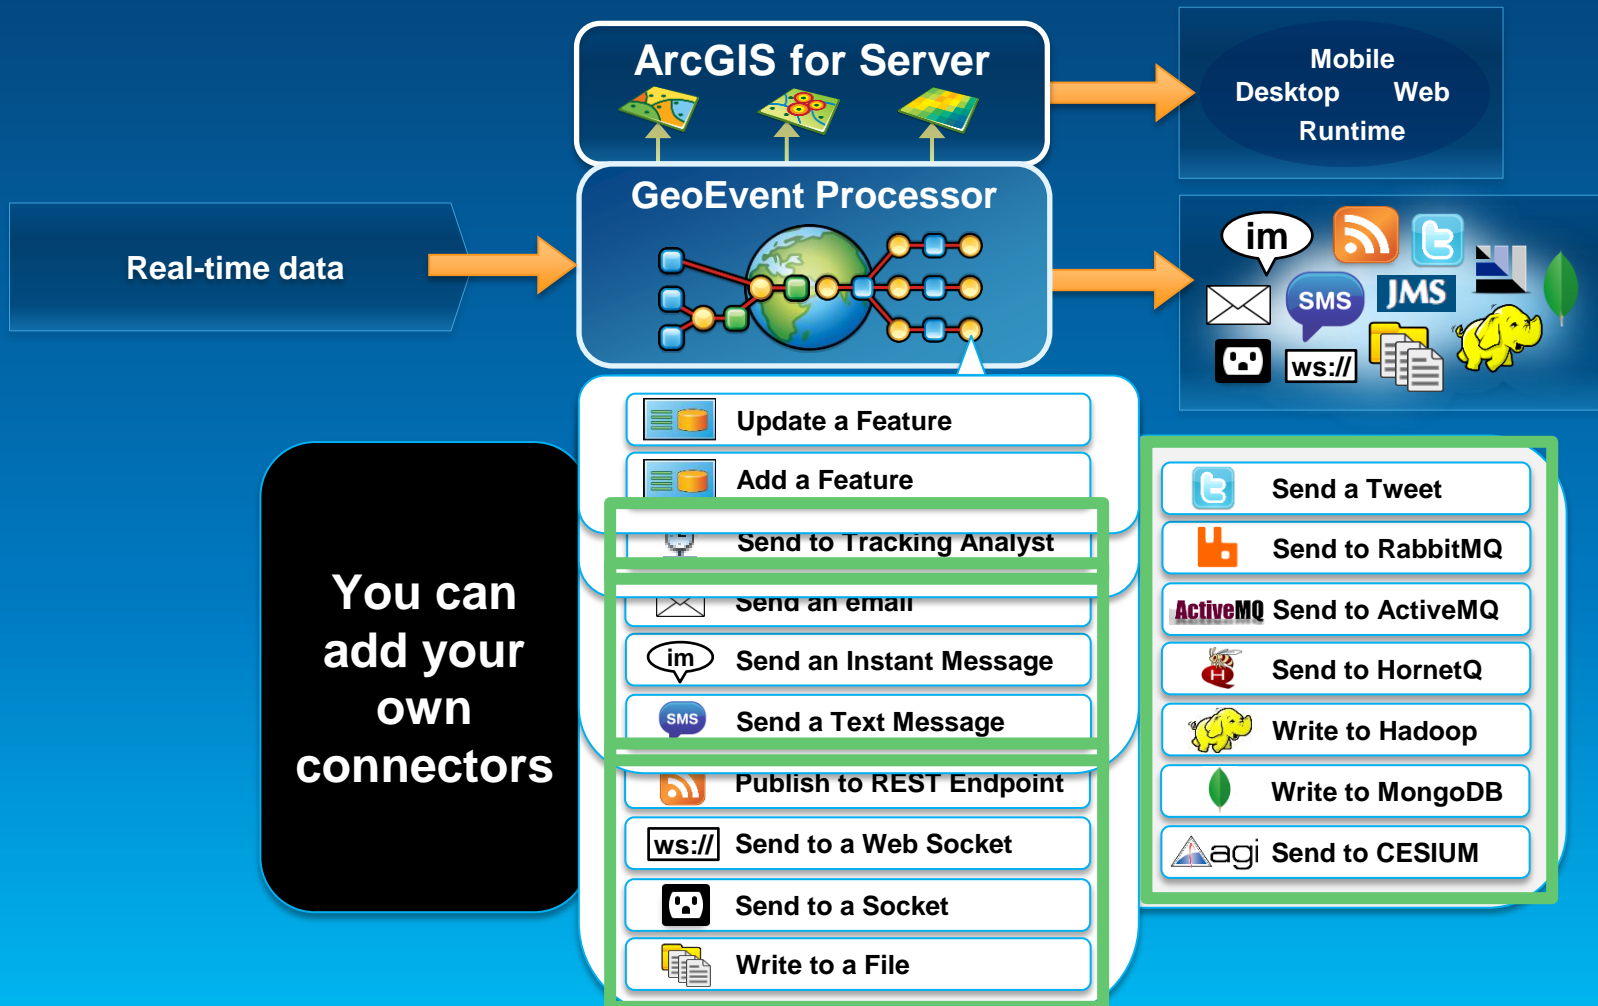 ArcGIS for Server
Mobile
Desktop Web
Runtime
GeoEvent Processor
Real-time data
im
SMS
JMS
ws://
Update a Feature
Add a Feature
Send to Tracking Analyst
Send an email
im Send an Instant Message
SMS Send a Text Message
Publish to REST Endpoint
ws:// Send to a Web Socket
Send to a Socket
Write to a File
You can
add your
own
connectors
Send a Tweet
Send to RabbitMQ
ActiveMQ Send to ActiveMQ
H Send to HornetQ
Write to Hadoop
Write to MongoDB
agi Send to CESIUM